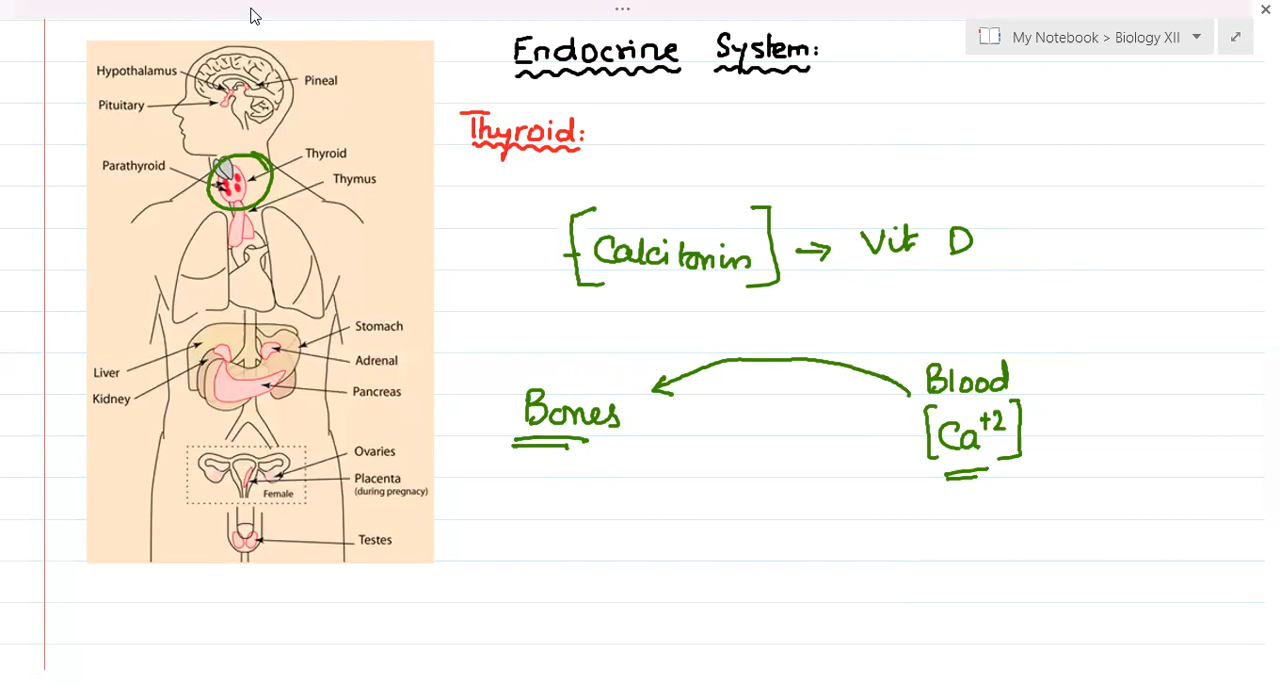 ...
My Notebook > Biology XII
Endocrine System:
Thyroid:
Hypothalamus
Pineal
Pituitary
Parathyroid
Thyroid
Thymus
[Calcitonin] → Vit D
Stomach
Liver
Adrenal
Kidney
Pancreas
Bones
Blood
[Ca+2]
Ovaries
Placenta
(during pregnancy)
Female
Testes